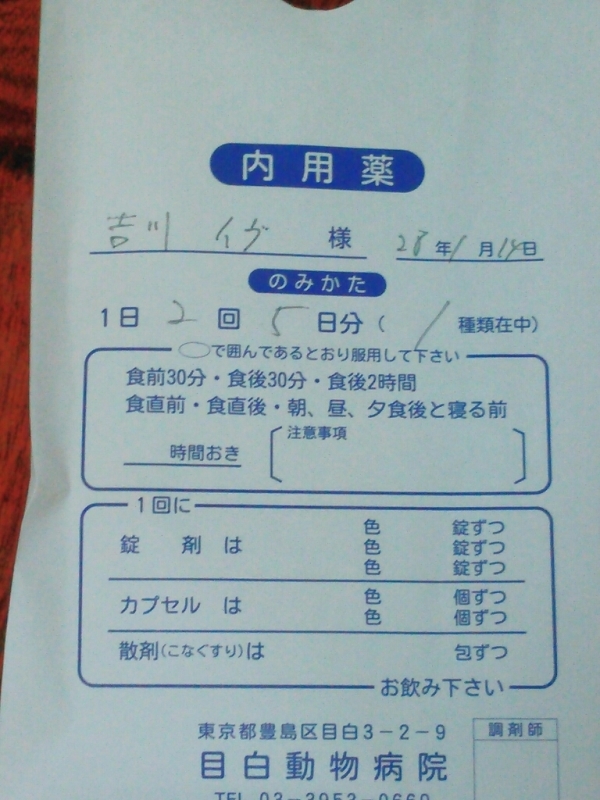 内用薬
吉川 イヴ 様 28年1月14日
のみかた
1日 2 回 5 日分( 1 種類在中)
◯で囲んであるとおり服用して下さい
食前30分・食後30分・食後2時間
食直前・食直後・朝、昼、夕食後と寝る前
時間おき
注意事項
1回に
錠剤は 色 錠ずつ
色 錠ずつ
色 錠ずつ
カプセルは 色 個ずつ
色 個ずつ
散剤(こなぐすり)は 包ずつ
お飲み下さい
東京都豊島区目白3-2-9
調剤師
目白動物病院
TEL 03-3953-0669